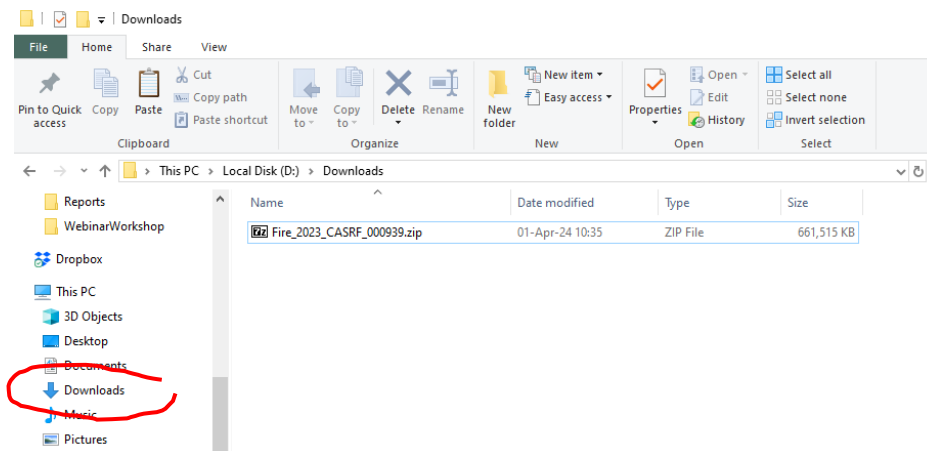 Downloads
File Home Share View
Pin to Quick access
Copy
Paste
Cut
Copy path
Paste shortcut
Clipboard
Move to
Copy to
Delete
Rename
Organize
New folder
New item
Easy access
New
Properties
Open
Edit
History
Open
Select all
Select none
Invert selection
Select
This PC > Local Disk (D:) > Downloads
Name Date modified Type Size
Fire_2023_CASRF_000939.zip 01-Apr-24 10:35 ZIP File 661,515 KB
Reports
WebinarWorkshop
Dropbox
This PC
3D Objects
Desktop
Documents
Downloads
Music
Pictures